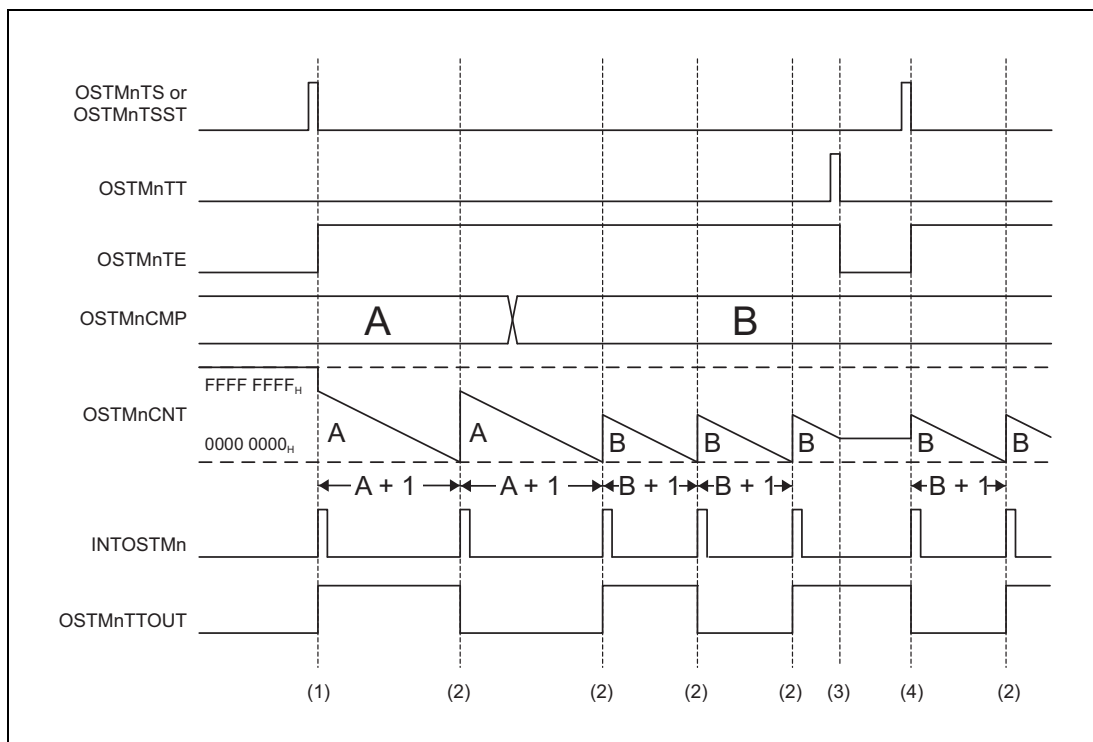 OSTMnTS or
OSTMnTSST
OSTMnTT
OSTMnTE
OSTMnCMP
A B
FFFF FFFFH
OSTMnCNT
A A B B B B B
0000 0000H
A + 1 A + 1 B + 1 B + 1 B + 1
INTOSTMn
OSTMnTTOUT
(1) (2) (2) (2) (2) (3) (4) (2)